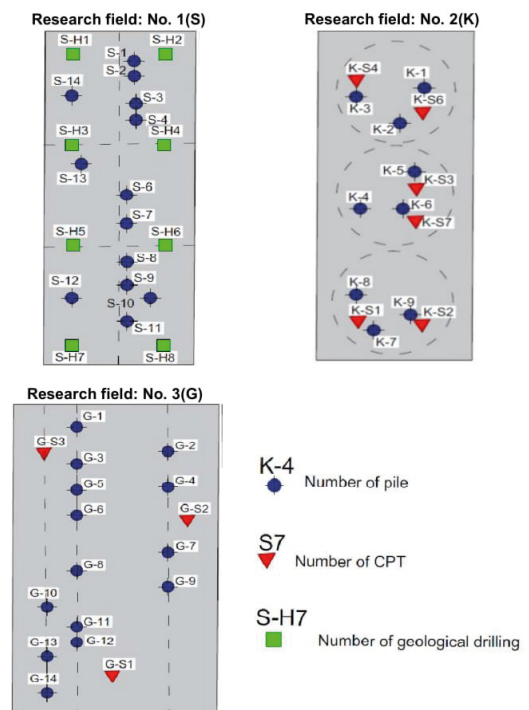 Research field: No. 1(S)
S-H1
S-H2
S-1
S-2
S-14
S-3
S-4
S-H3
S-H4
S-13
S-6
S-7
S-H5
S-H6
S-8
S-12
S-9
S-10
S-11
S-H7
S-H8
Research field: No. 2(K)
K-S4
K-1
K-3
K-S6
K-2
K-5
K-S3
K-4
K-6
K-S7
K-8
K-S1
K-9
K-S2
K-7
Research field: No. 3(G)
G-1
G-S3
G-2
G-3
G-5
G-4
G-6
G-S2
G-7
G-8
G-9
G-10
G-11
G-12
G-13
G-S1
G-14
K-4
Number of pile
S7
Number of CPT
S-H7
Number of geological drilling